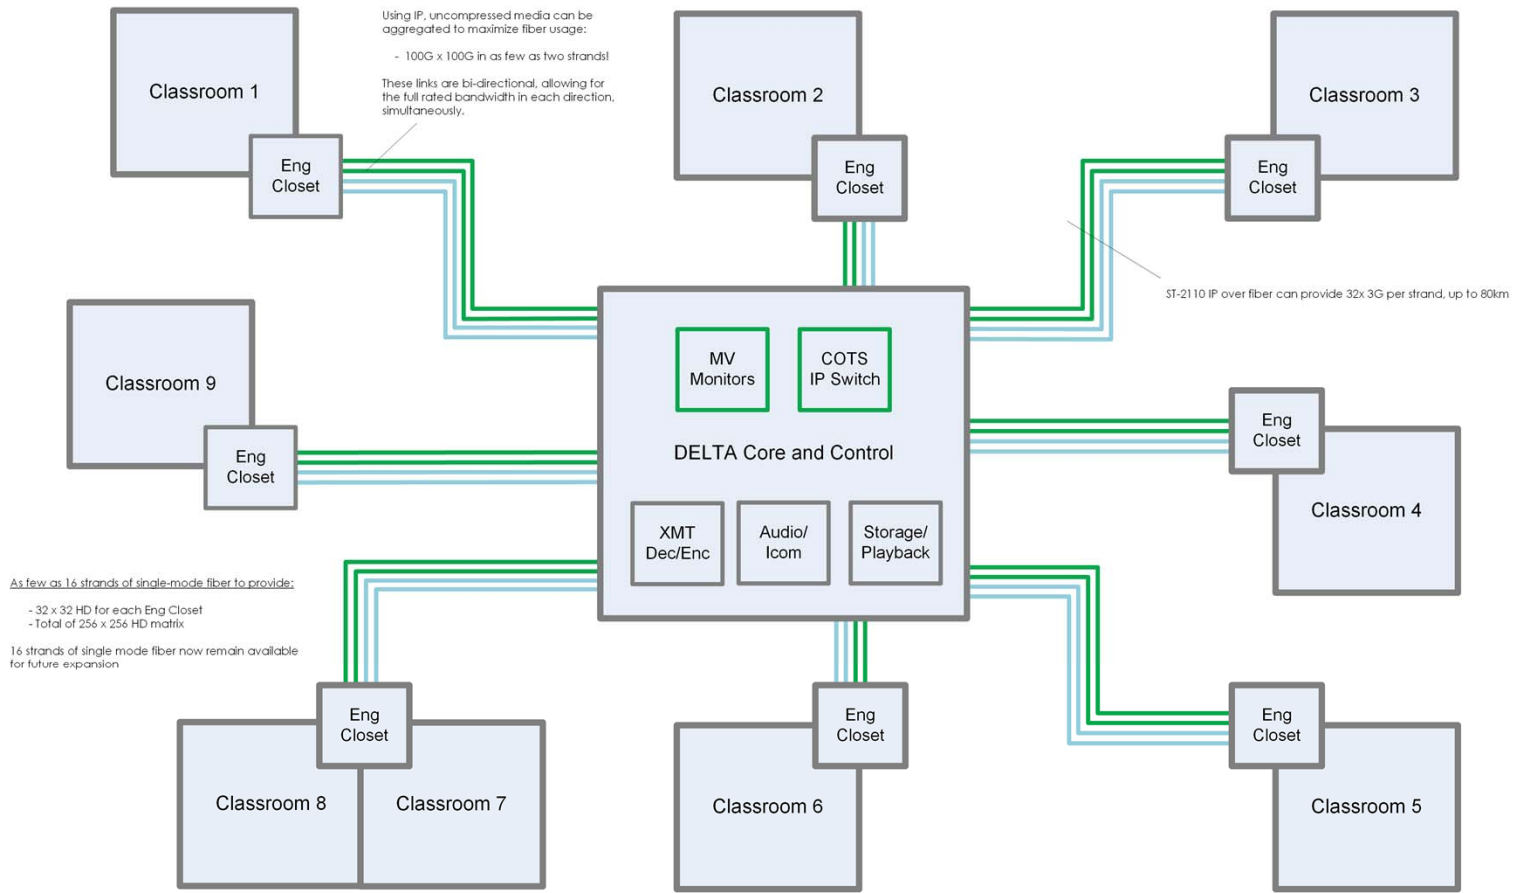 Using IP, uncompressed media can be
aggregated to maximize fiber usage:
- 100G x 100G in as few as two strands!
These links are bi-directional, allowing for
the full rated bandwidth in each direction,
simultaneously.
Classroom 1
Eng
Closet
Classroom 2
Eng
Closet
Classroom 3
Eng
Closet
ST-2110 IP over fiber can provide 32x 3G per strand, up to 80km
Classroom 9
Eng
Closet
MV
Monitors
COTS
IP Switch
DELTA Core and Control
XMT
Dec/Enc
Audio/
Icom
Storage/
Playback
Eng
Closet
Classroom 4
As few as 16 strands of single-mode fiber to provide:
- 32 x 32 HD for each Eng Closet
- Total of 256 x 256 HD matrix
16 strands of single mode fiber now remain available
for future expansion
Eng
Closet
Classroom 8
Classroom 7
Eng
Closet
Classroom 6
Eng
Closet
Classroom 5